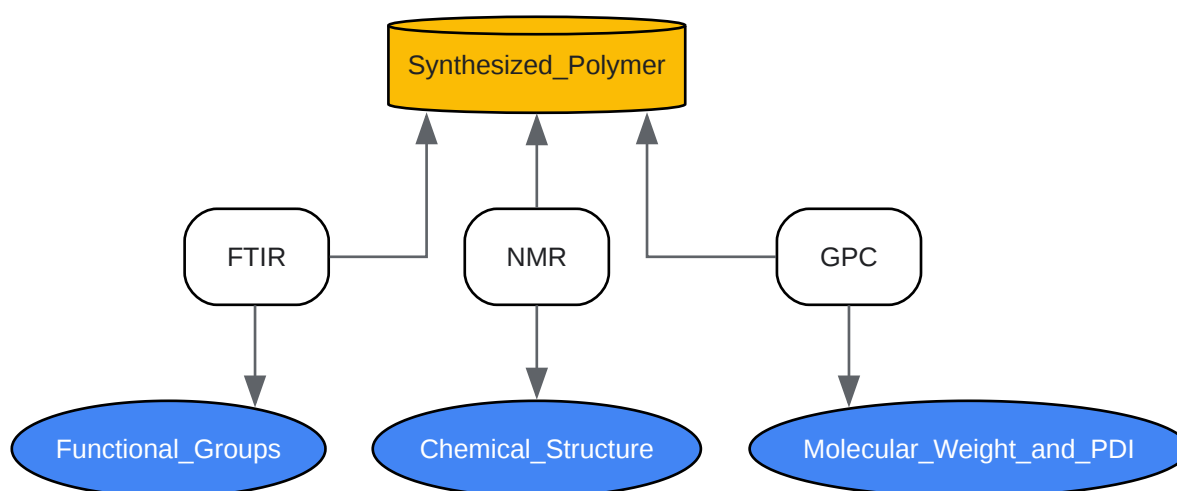 Synthesized_Polymer
FTIR
NMR
GPC
Functional_Groups
Chemical_Structure
Molecular_Weight_and_PDI